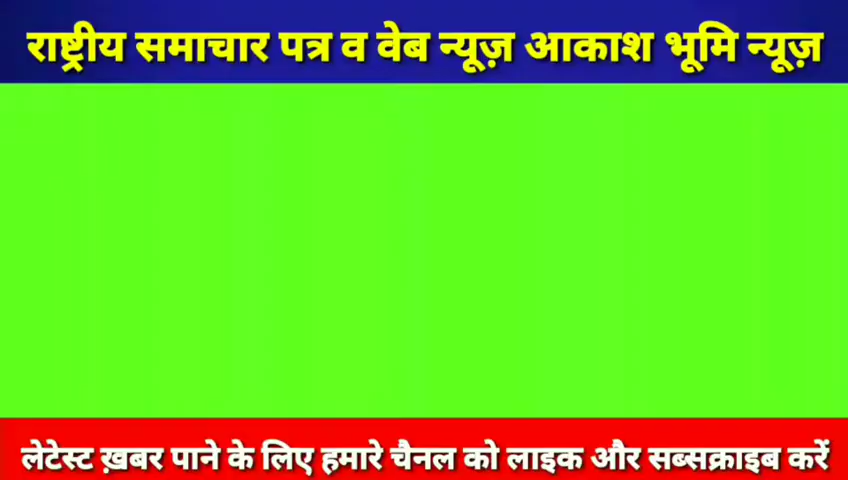 राष्ट्रीय समाचार पत्र व वेब न्यूज़ आकाश भूमि न्यूज़
लेटेस्ट ख़बर पाने के लिए हमारे चैनल को लाइक और सब्सक्राइब करें